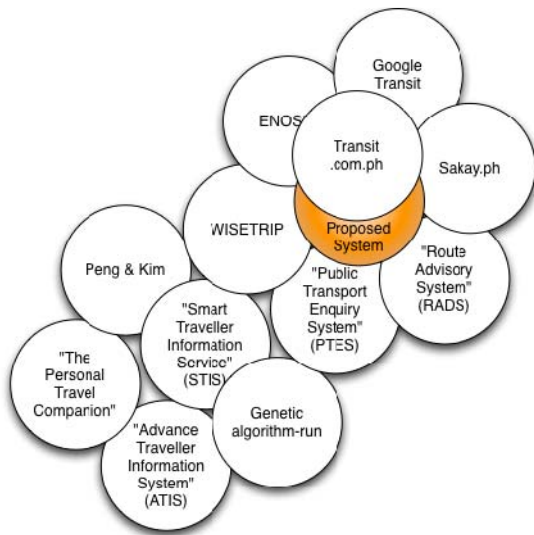 Google
Transit
ENOS
Transit
.com.ph
Sakay.ph
WISETRIP
Proposed
System
"Route
Advisory
System"
(RADS)
Peng & Kim
"Public
Transport
Enquiry
System"
(PTES)
"Smart
Traveller
Information
Service"
(STIS)
"The
Personal
Travel
Companion"
Genetic
algorithm-run
"Advance
Traveller
Information
System"
(ATIS)